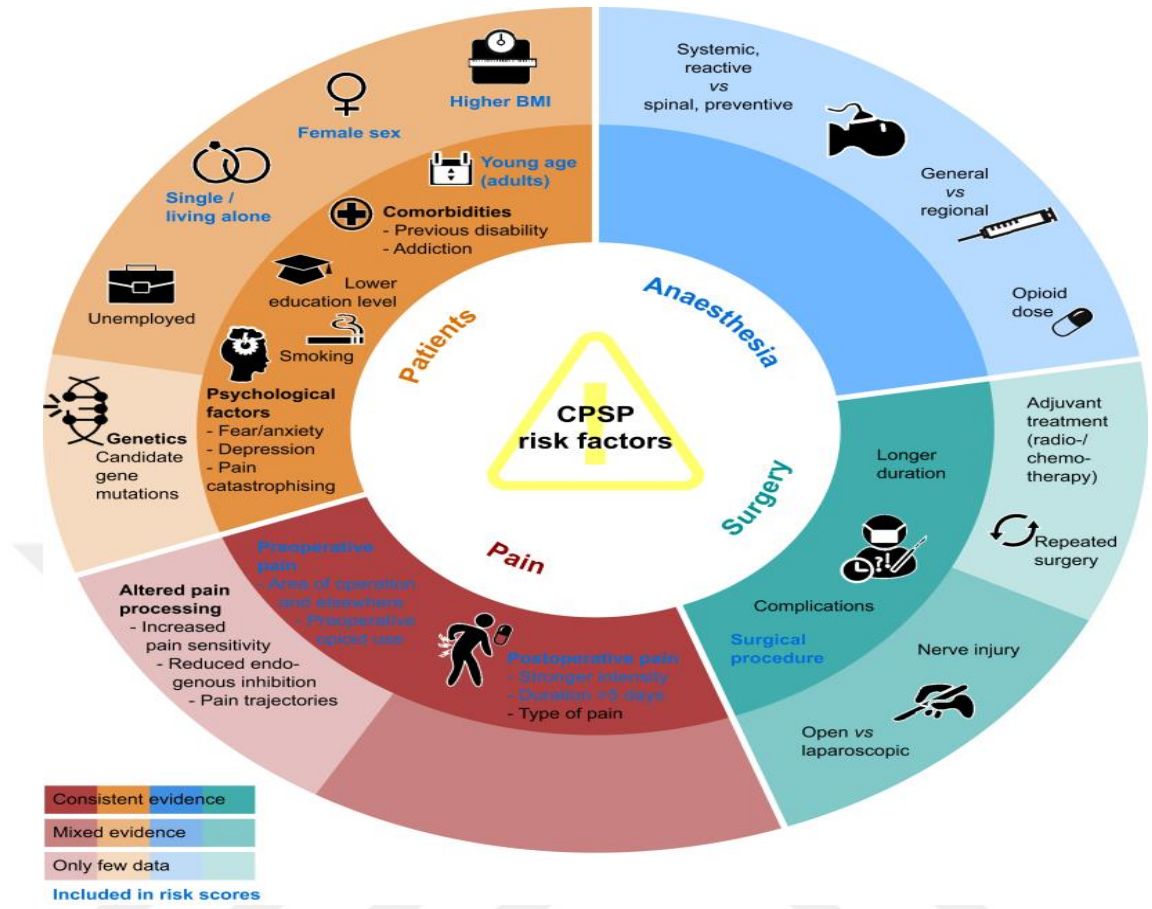 Higher BMI
Female sex
Single /
living alone
Unemployed
Young age
(adults)
Comorbidities
- Previous disability
- Addiction
Lower
education level
Smoking
Psychological
factors
- Fear/anxiety
- Depression
- Pain
catastrophising
Genetics
Candidate
gene
mutations
Systemic,
reactive
vs
spinal, preventive
General
vs
regional
Opioid
dose
Patients
Anaesthesia
CPSP
risk factors
Surgery
Pain
Adjuvant
treatment
(radio-/
chemo-
therapy)
Repeated
surgery
Longer
duration
?!
Complications
Surgical
procedure
Nerve injury
Open vs
laparoscopic
Preoperative
pain
- Area of operation
and elsewhere
- Preoperative
opioid use
Postoperative pain
- Stronger intensity
- Duration >5 days
- Type of pain
Altered pain
processing
- Increased
pain sensitivity
- Reduced endo-
genous inhibition
- Pain trajectories
Consistent evidence
Mixed evidence
Only few data
Included in risk scores